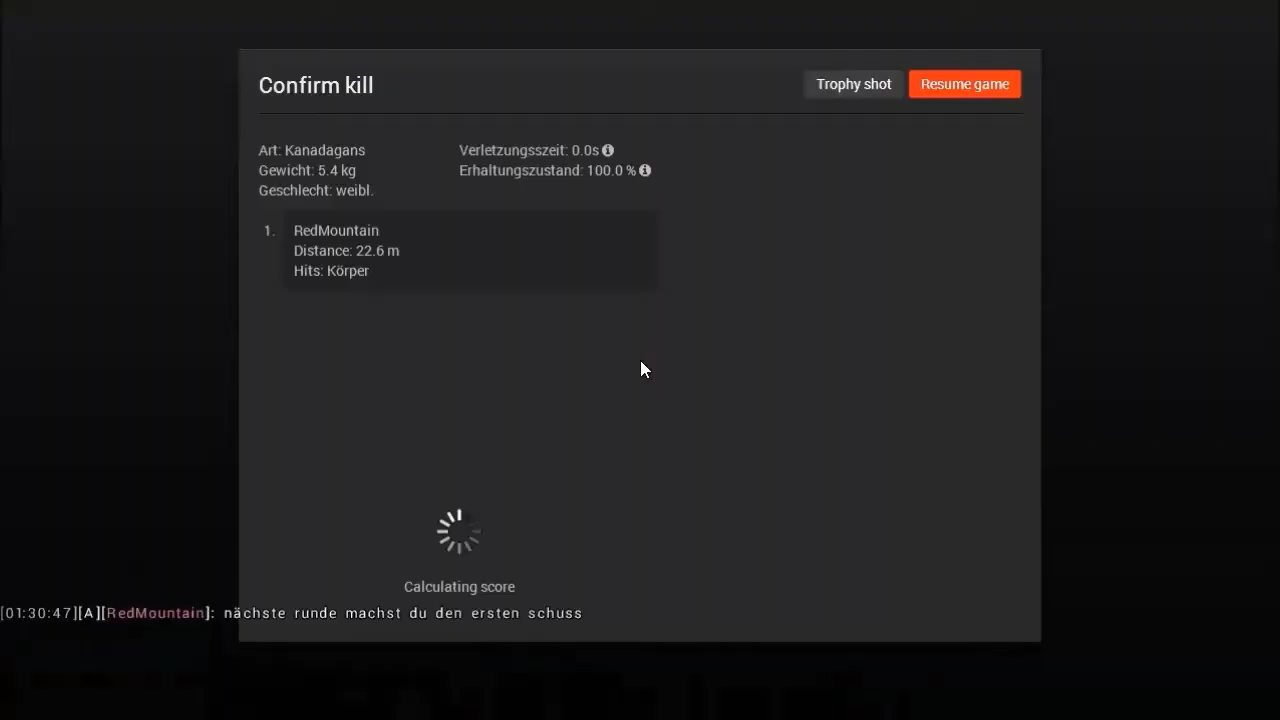 Confirm kill
Trophy shot
Resume game
Art: Kanadagans
Gewicht: 5.4 kg
Geschlecht: weibl.
Verletzungsszeit: 0.0s
Erhaltungszustand: 100.0 %
1.
RedMountain
Distance: 22.6 m
Hits: Körper
Calculating score
[01:30:47][A][RedMountain]: nächste runde machst du den ersten schuss